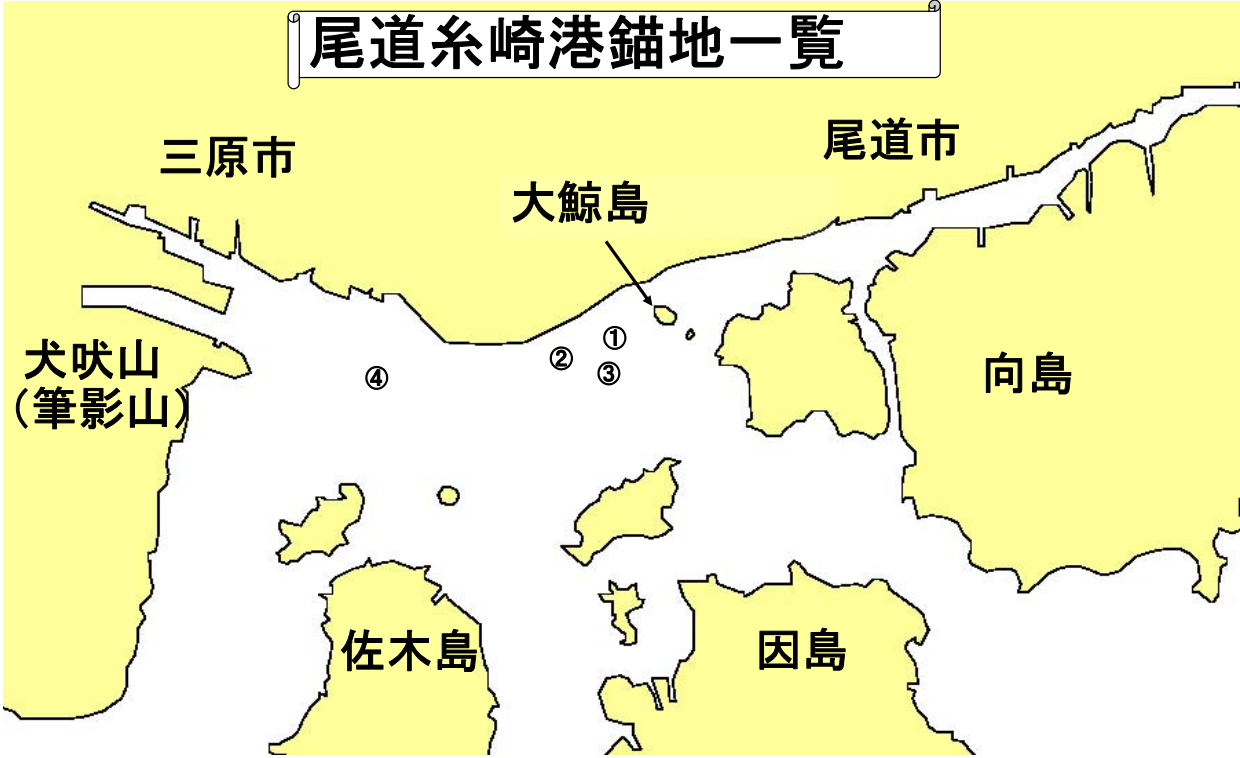 尾道糸崎港錨地一覧
三原市
尾道市
大鯨島
犬吠山
（筆影山）
向島
①
②
③
④
佐木島
因島